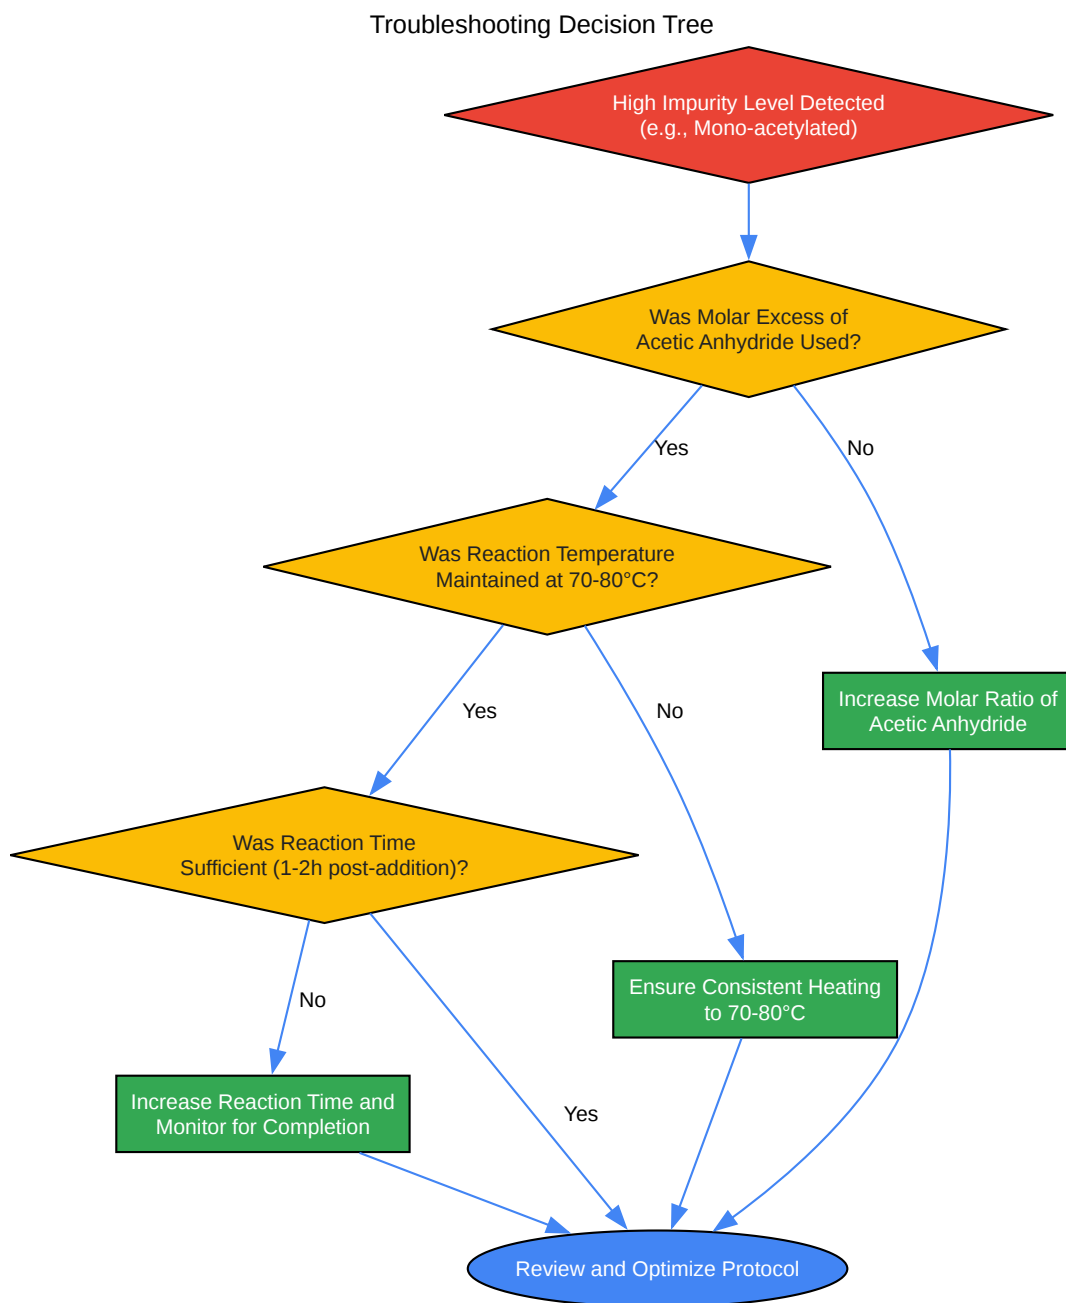 Troubleshooting Decision Tree
High Impurity Level Detected
(e.g., Mono-acetylated)
Was Molar Excess of
Acetic Anhydride Used?
Yes
No
Was Reaction Temperature
Maintained at 70-80°C?
Increase Molar Ratio of
Acetic Anhydride
Yes
No
Was Reaction Time
Sufficient (1-2h post-addition)?
Ensure Consistent Heating
to 70-80°C
No
Increase Reaction Time and
Monitor for Completion
Yes
Review and Optimize Protocol